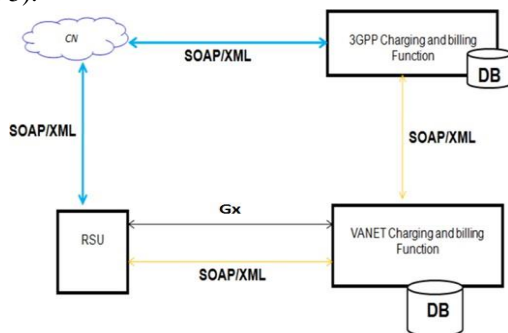 5).
CN
SOAP/XML
3GPP Charging and billing
Function
DB
SOAP/XML
SOAP/XML
Gx
RSU
VANET Charging and billing
Function
SOAP/XML
DB